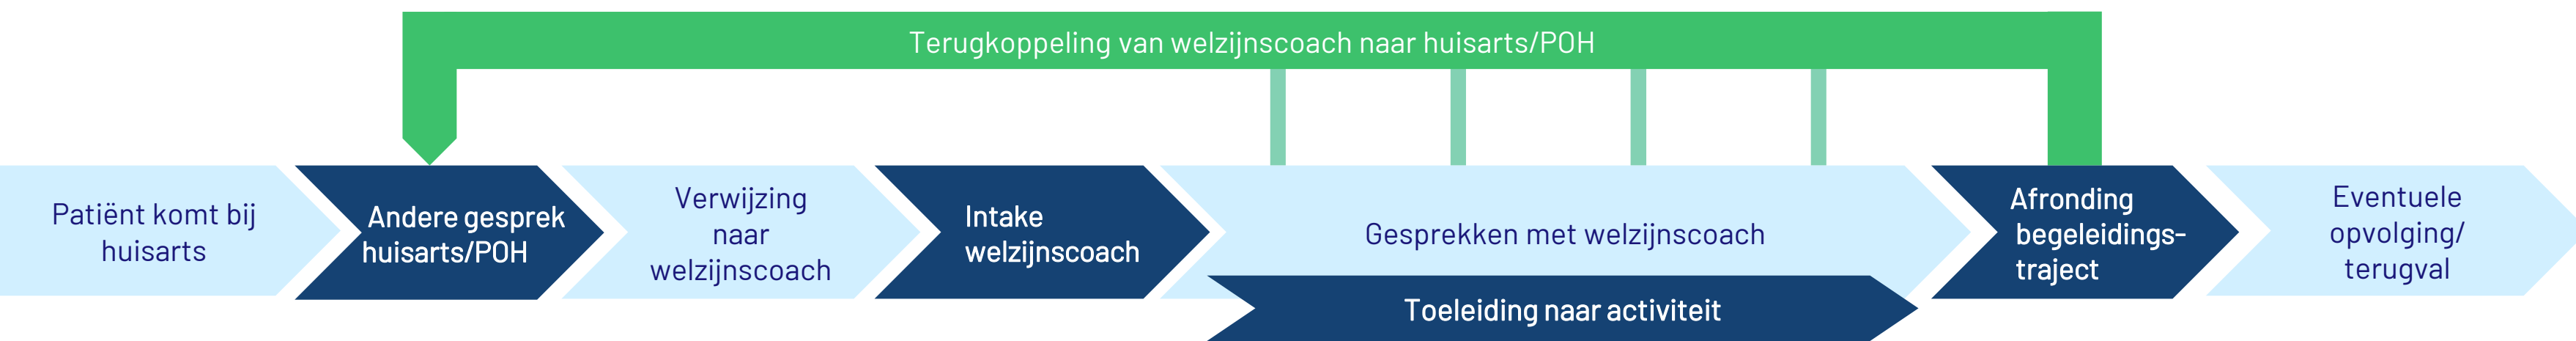 Terugkoppeling van welzijnscoach naar huisarts/POH
Patiënt komt bij
huisarts
Andere gesprek
huisarts/POH
Verwijzing
naar
welzijnscoach
Intake
welzijnscoach
Gesprekken met welzijnscoach
Toeleiding naar activiteit
Afronding
begeleidings-
traject
Eventuele
opvolging/
terugval